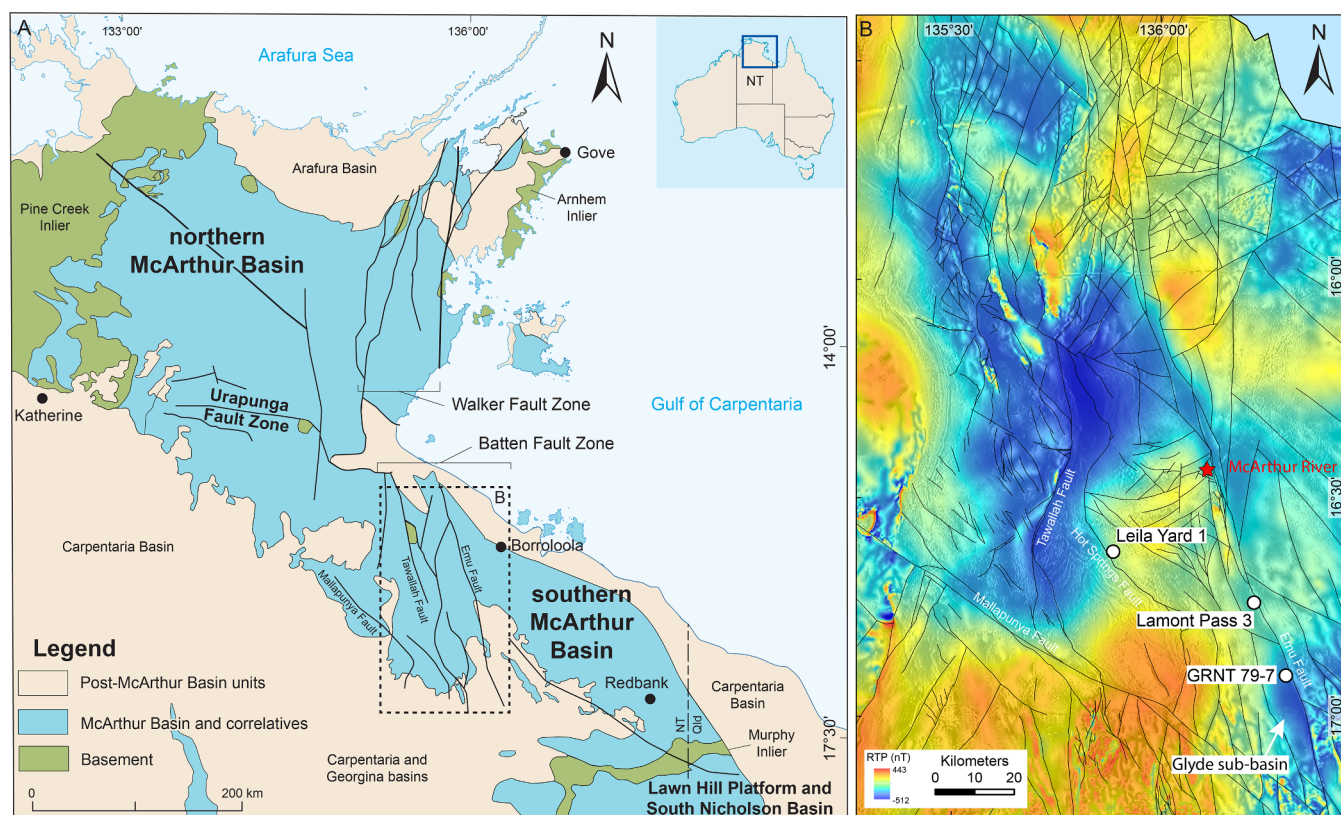 A
133°00'
136°00'
Arafura Sea
N
NT
Gove
Arafura Basin
Arnhem
Inlier
Pine Creek
Inlier
northern
McArthur Basin
14°00'
Urapunga
Fault Zone
Walker Fault Zone
Gulf of Carpentaria
Katherine
Batten Fault Zone
B
Carpentaria Basin
Borroloola
Mallapunya Fault
Tawallah Fault
Emu Fault
southern
McArthur
Basin
Redbank
NT
Qld
Carpentaria
Basin
Murphy
Inlier
17°30'
Legend
Post-McArthur Basin units
McArthur Basin and correlatives
Basement
0
200 km
Carpentaria and
Georgina basins
Lawn Hill Platform and
South Nicholson Basin
B
135°30'
136°00'
N
16°00'
McArthur River
16°30'
Tawallah Fault
Hot Springs Fault
Leila Yard 1
Mallapunya Fault
Lamont Pass 3
Emu Fault
GRNT 79-7
17°00'
Glyde sub-basin
RTP (nT)
443
-512
Kilometers
0 10 20